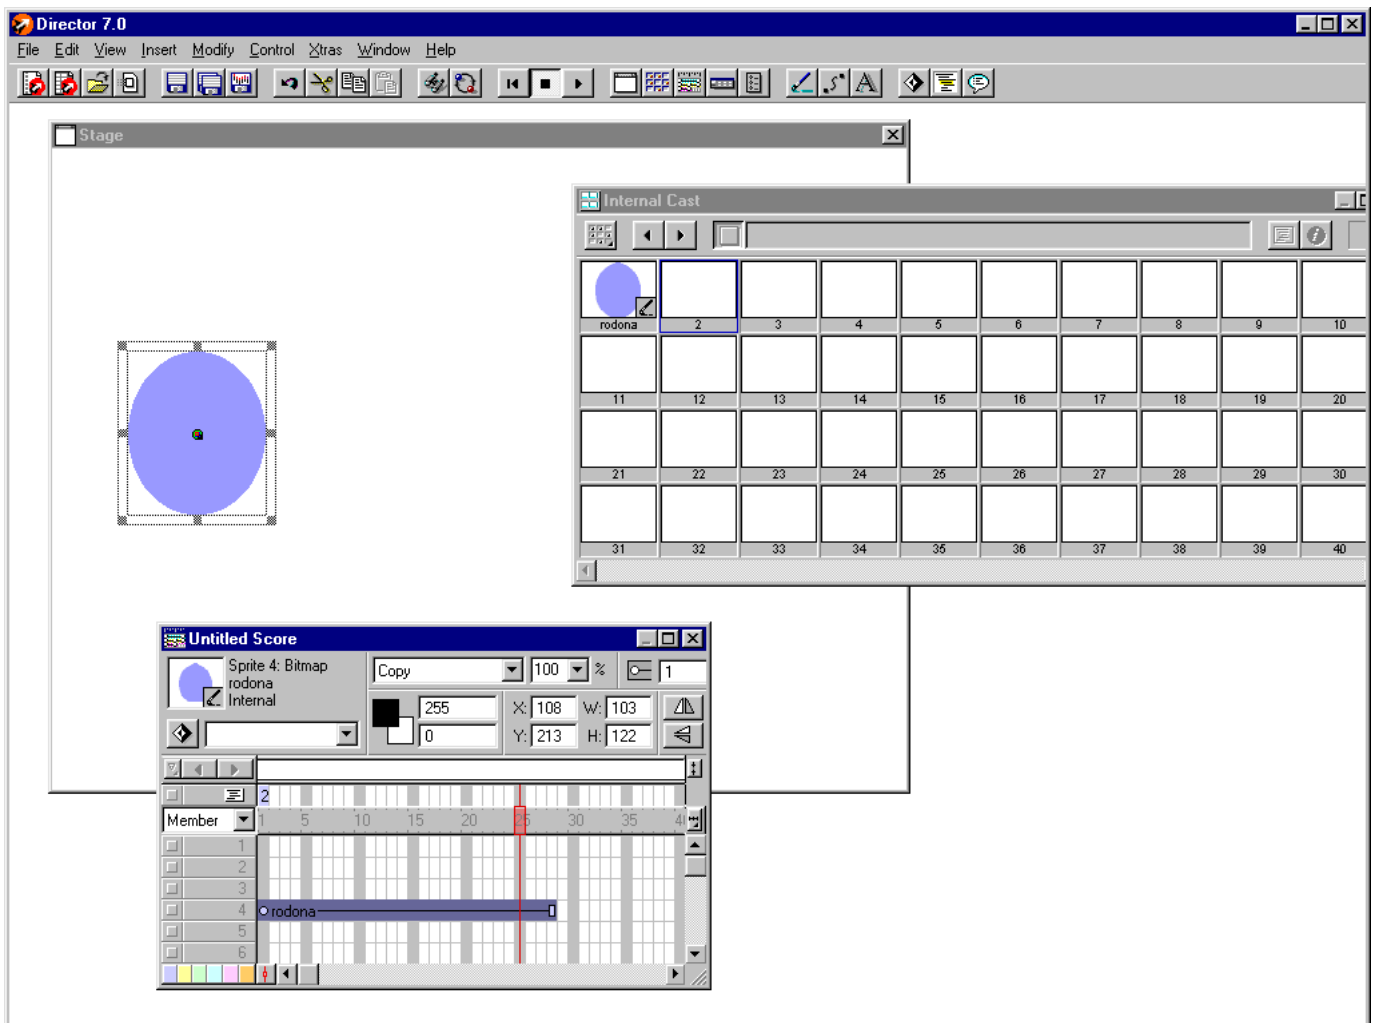 Director 7.0
File Edit View Insert Modify Control Xtras Window Help
Stage
Internal Cast
rodona 2 3 4 5 6 7 8 9 10
11 12 13 14 15 16 17 18 19 20
21 22 23 24 25 26 27 28 29 30
31 32 33 34 35 36 37 38 39 40
Untitled Score
Sprite 4: Bitmap
rodona
Internal
Copy 100 % 1
255 X: 108 W: 103
0 Y: 213 H: 122
2
Member 1 5 10 15 20 25 30 35 4
1
2
3
4 rodona
5
6